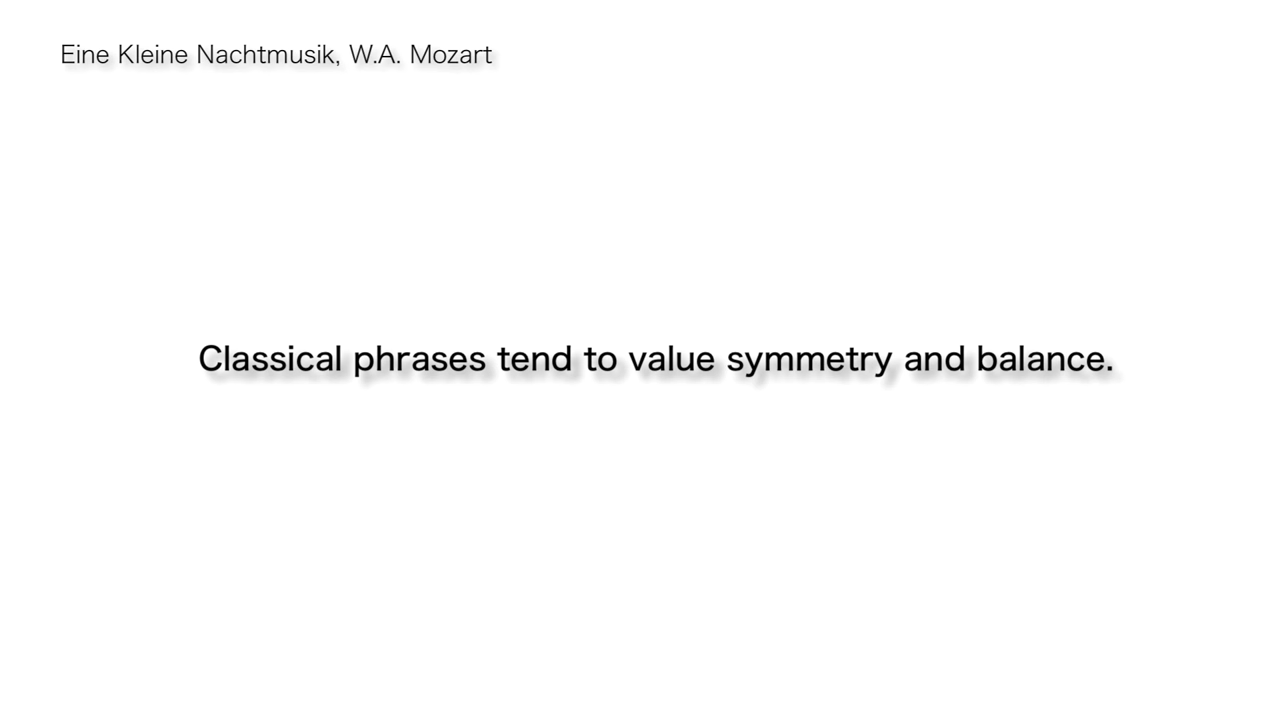 Eine Kleine Nachtmusik, W.A. Mozart
Classical phrases tend to value symmetry and balance.